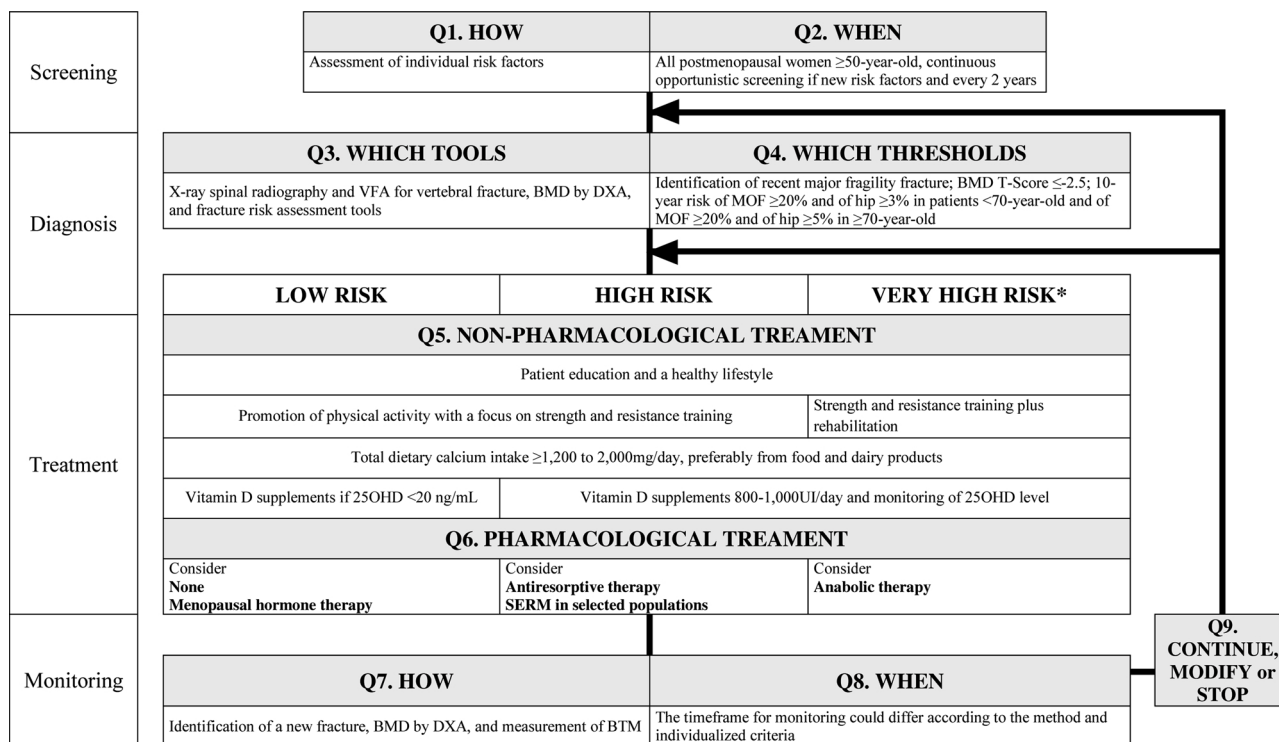 Screening
Q1. HOW
Q2. WHEN
Assessment of individual risk factors
All postmenopausal women ≥50-year-old, continuous
opportunistic screening if new risk factors and every 2 years
Diagnosis
Q3. WHICH TOOLS
Q4. WHICH THRESHOLDS
X-ray spinal radiography and VFA for vertebral fracture, BMD by DXA,
and fracture risk assessment tools
Identification of recent major fragility fracture; BMD T-Score ≤-2.5; 10-
year risk of MOF ≥20% and of hip ≥3% in patients <70-year-old and of
MOF ≥20% and of hip ≥5% in ≥70-year-old
LOW RISK
HIGH RISK
VERY HIGH RISK*
Treatment
Q5. NON-PHARMACOLOGICAL TREAMENT
Patient education and a healthy lifestyle
Promotion of physical activity with a focus on strength and resistance training
Strength and resistance training plus
rehabilitation
Total dietary calcium intake ≥1,200 to 2,000mg/day, preferably from food and dairy products
Vitamin D supplements if 25OHD <20 ng/mL
Vitamin D supplements 800-1,000UI/day and monitoring of 25OHD level
Q6. PHARMACOLOGICAL TREAMENT
Consider
None
Menopausal hormone therapy
Consider
Antiresorptive therapy
SERM in selected populations
Consider
Anabolic therapy
Monitoring
Q7. HOW
Q8. WHEN
Identification of a new fracture, BMD by DXA, and measurement of BTM
The timeframe for monitoring could differ according to the method and
individualized criteria
Q9.
CONTINUE,
MODIFY or
STOP